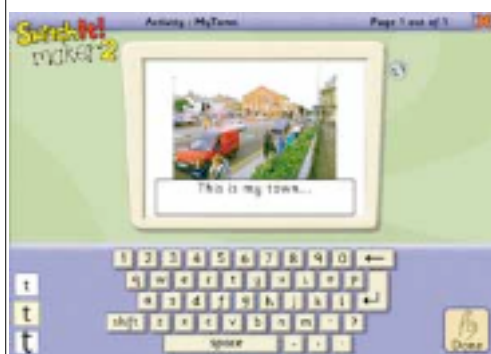 SwitchIt!
maker 2
Activity : MyTown
Page 1 out of 1
This is my town...
1 2 3 4 5 6 7 8 9 0 ←
q w e r t y u i o p
a s d f g h j k l
shift z x c v b n m ?
space
t
t
t
Done